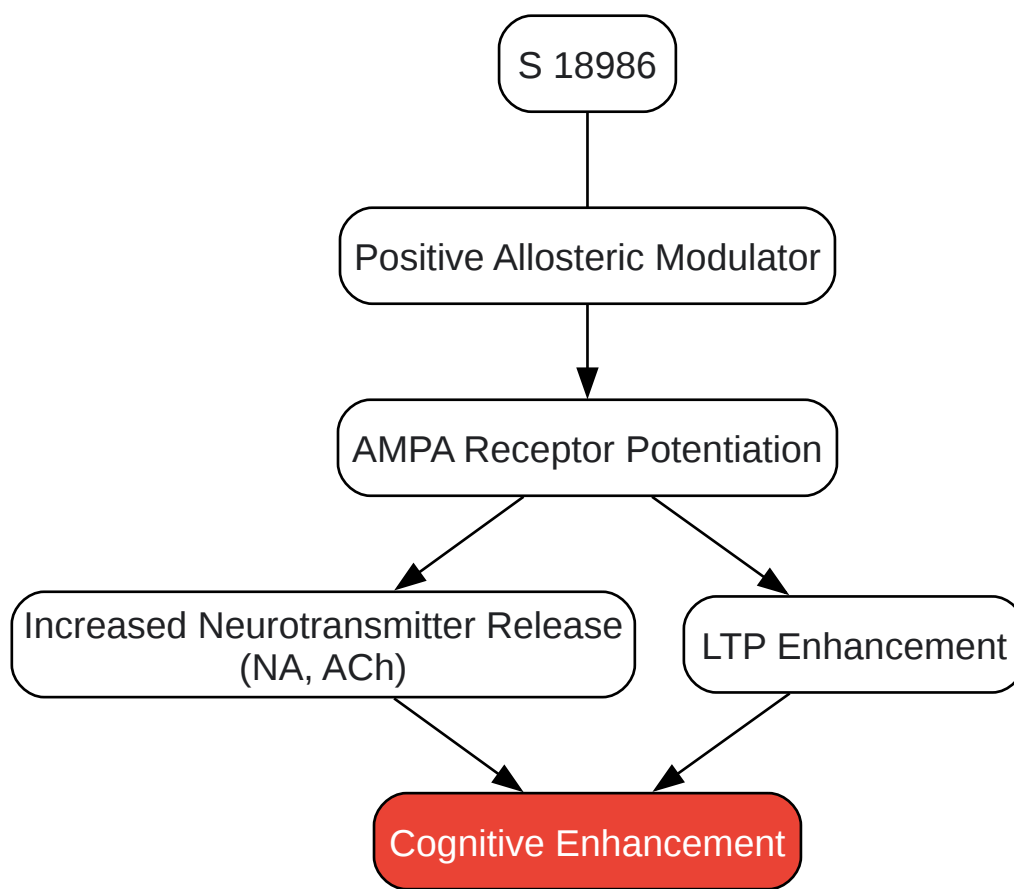 S 18986
Positive Allosteric Modulator
AMPA Receptor Potentiation
Increased Neurotransmitter Release
(NA, ACh)
LTP Enhancement
Cognitive Enhancement